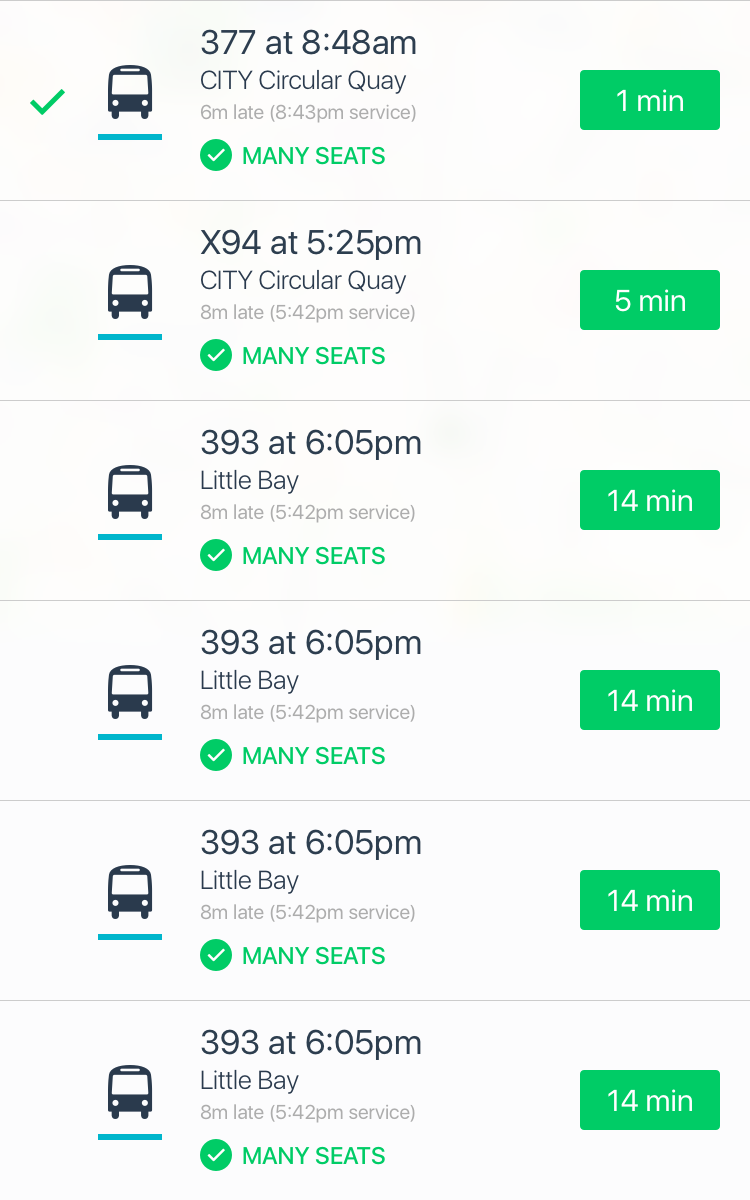 377 at 8:48am
CITY Circular Quay
6m late (8:43pm service)
MANY SEATS
1 min
X94 at 5:25pm
CITY Circular Quay
8m late (5:42pm service)
MANY SEATS
5 min
393 at 6:05pm
Little Bay
8m late (5:42pm service)
MANY SEATS
14 min
393 at 6:05pm
Little Bay
8m late (5:42pm service)
MANY SEATS
14 min
393 at 6:05pm
Little Bay
8m late (5:42pm service)
MANY SEATS
14 min
393 at 6:05pm
Little Bay
8m late (5:42pm service)
MANY SEATS
14 min